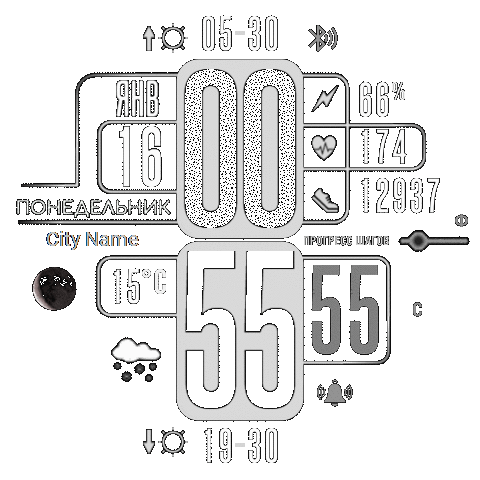 05-30
ЯНВ
16
00
66%
174
12937
ПОНЕДЕЛЬНИК
City Name
ПРОГРЕСС ШАГОВ
Ф
15°C
55
55
С
19-30